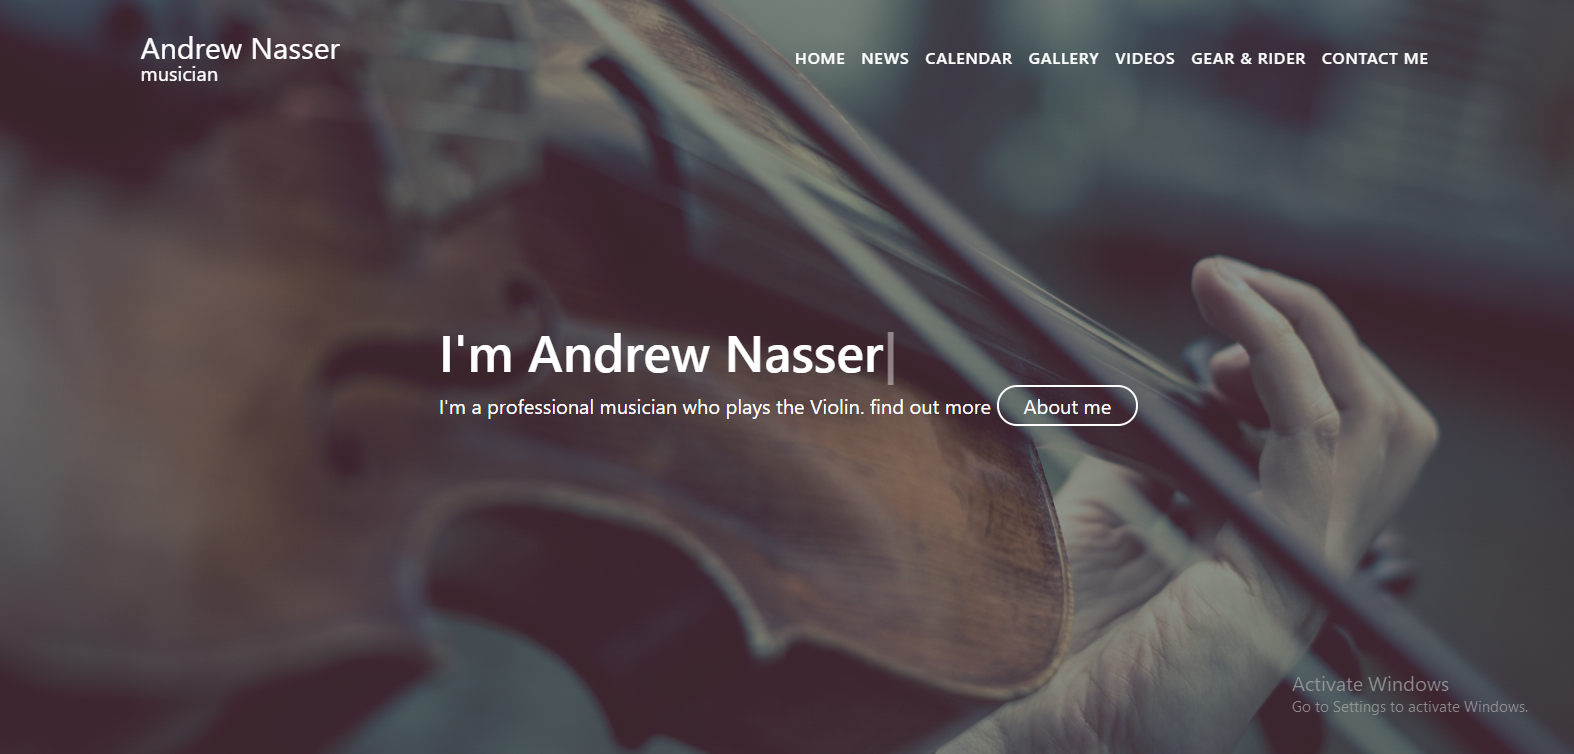 Andrew Nasser
musician
HOME NEWS CALENDAR GALLERY VIDEOS GEAR & RIDER CONTACT ME
I'm Andrew Nasser
I'm a professional musician who plays the Violin. find out more About me
Activate Windows
Go to Settings to activate Windows.